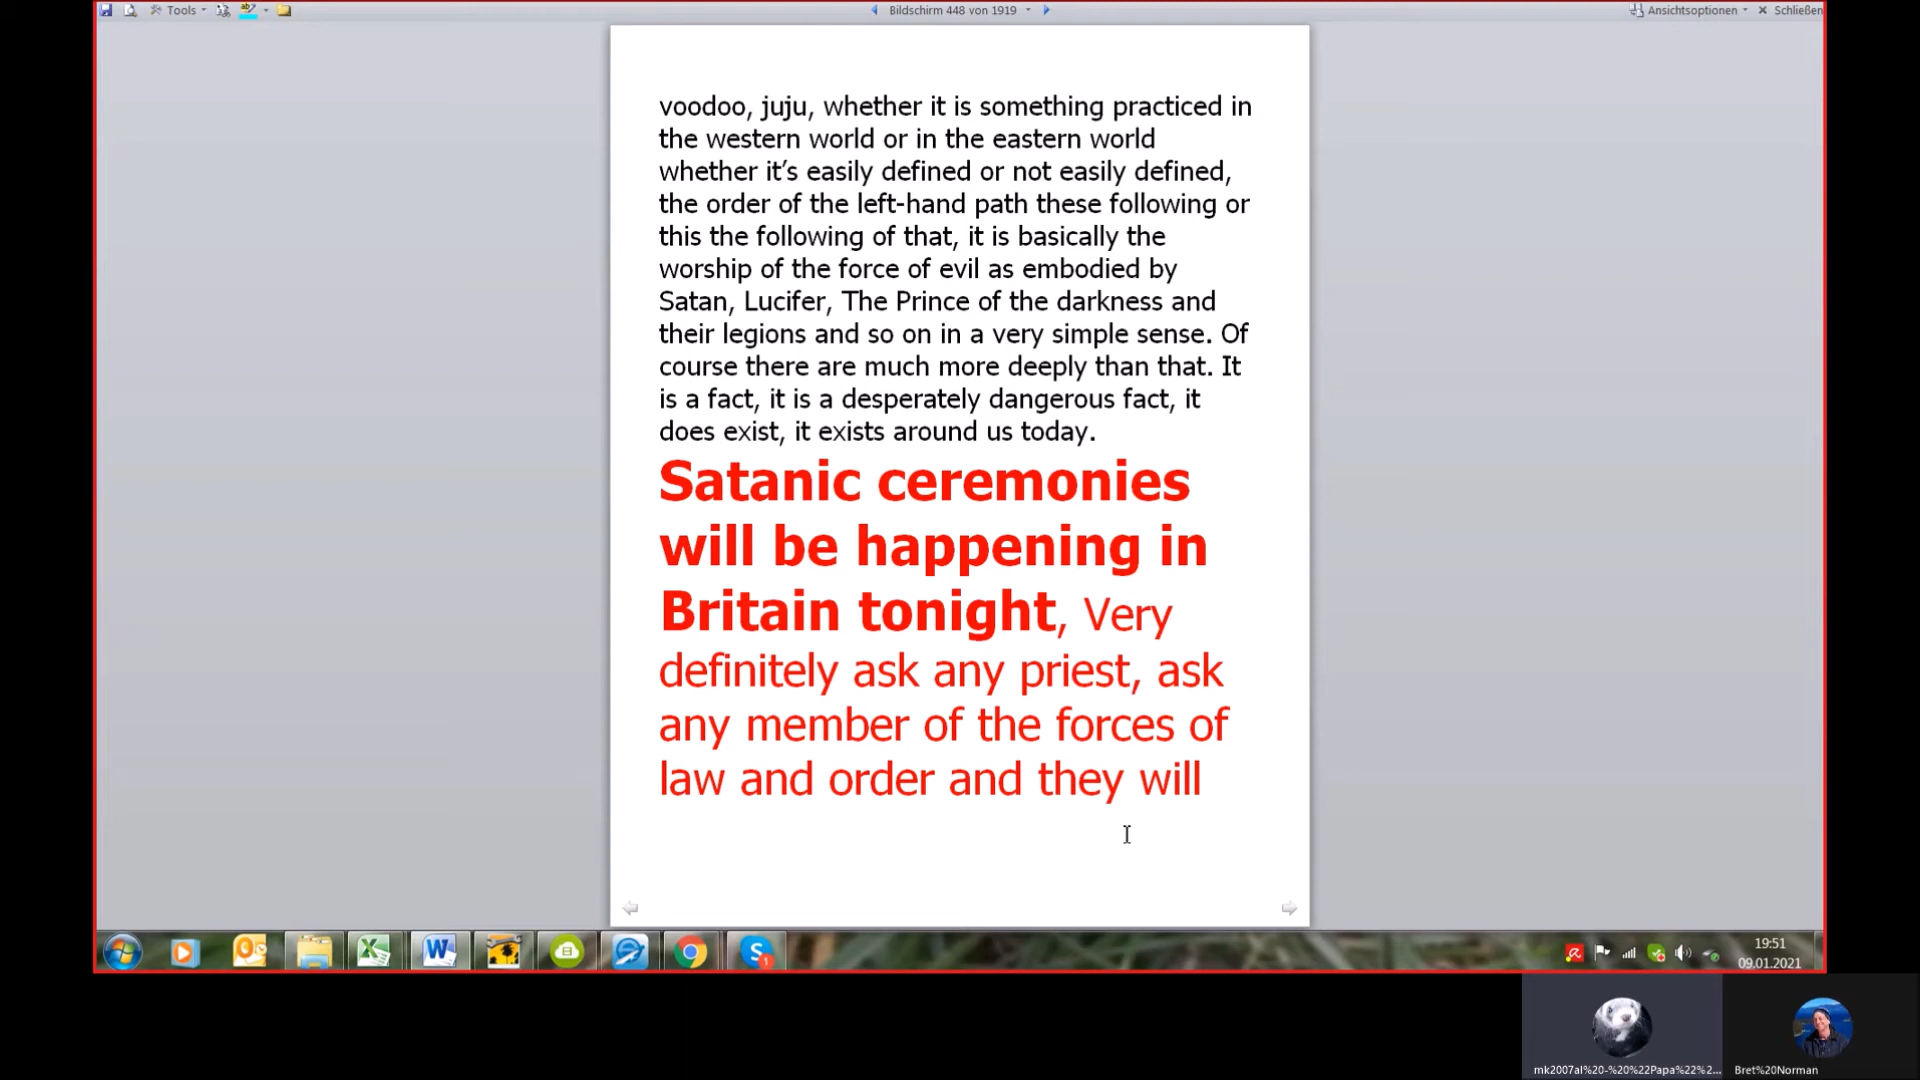 Tools
Bildschirm 448 von 1919
Ansichtsoptionen
Schließen
voodoo, juju, whether it is something practiced in
the western world or in the eastern world
whether it’s easily defined or not easily defined,
the order of the left-hand path these following or
this the following of that, it is basically the
worship of the force of evil as embodied by
Satan, Lucifer, The Prince of the darkness and
their legions and so on in a very simple sense. Of
course there are much more deeply than that. It
is a fact, it is a desperately dangerous fact, it
does exist, it exists around us today.
Satanic ceremonies
will be happening in
Britain tonight, Very
definitely ask any priest, ask
any member of the forces of
law and order and they will
19:51
09.01.2021
mk2007al%20-%20%22Papa%22%2...
Bret%20Norman